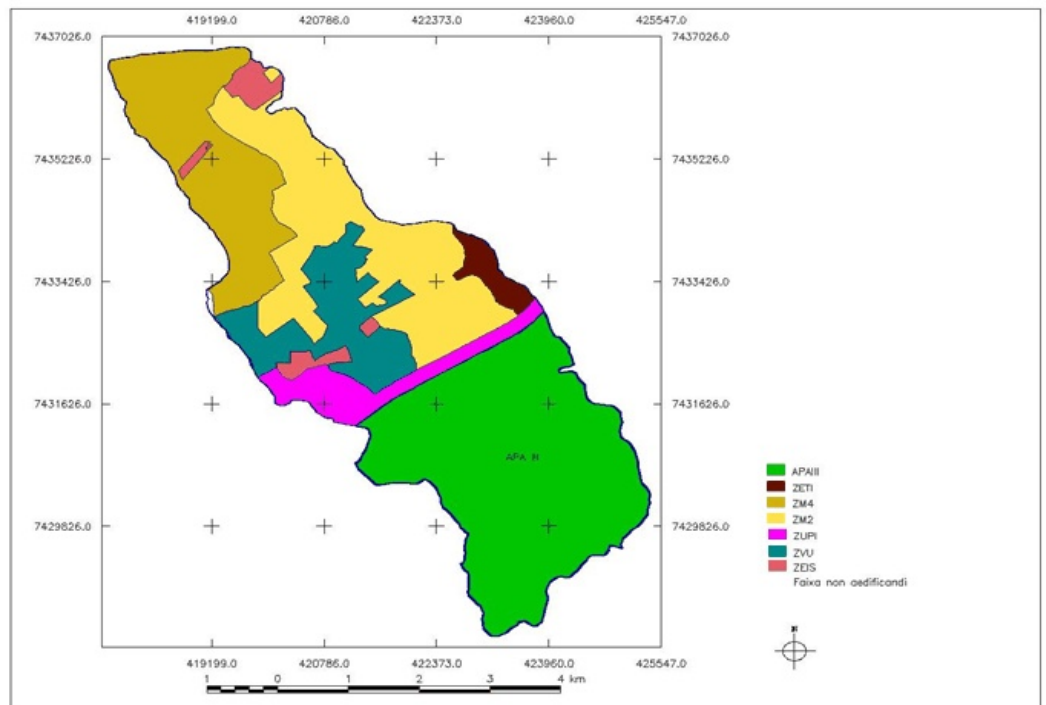 419199.0 420786.0 422373.0 423960.0 425547.0
7437026.0 7437026.0
7435226.0 7435226.0
7433426.0 7433426.0
7431626.0 7431626.0
APA III
7429826.0 7429826.0
419199.0 420786.0 422373.0 423960.0 425547.0
1 0 1 2 3 4 km
APAIII
ZETI
ZM4
ZM2
ZUPI
ZVU
ZEIS
Faixa non aedificandi
N